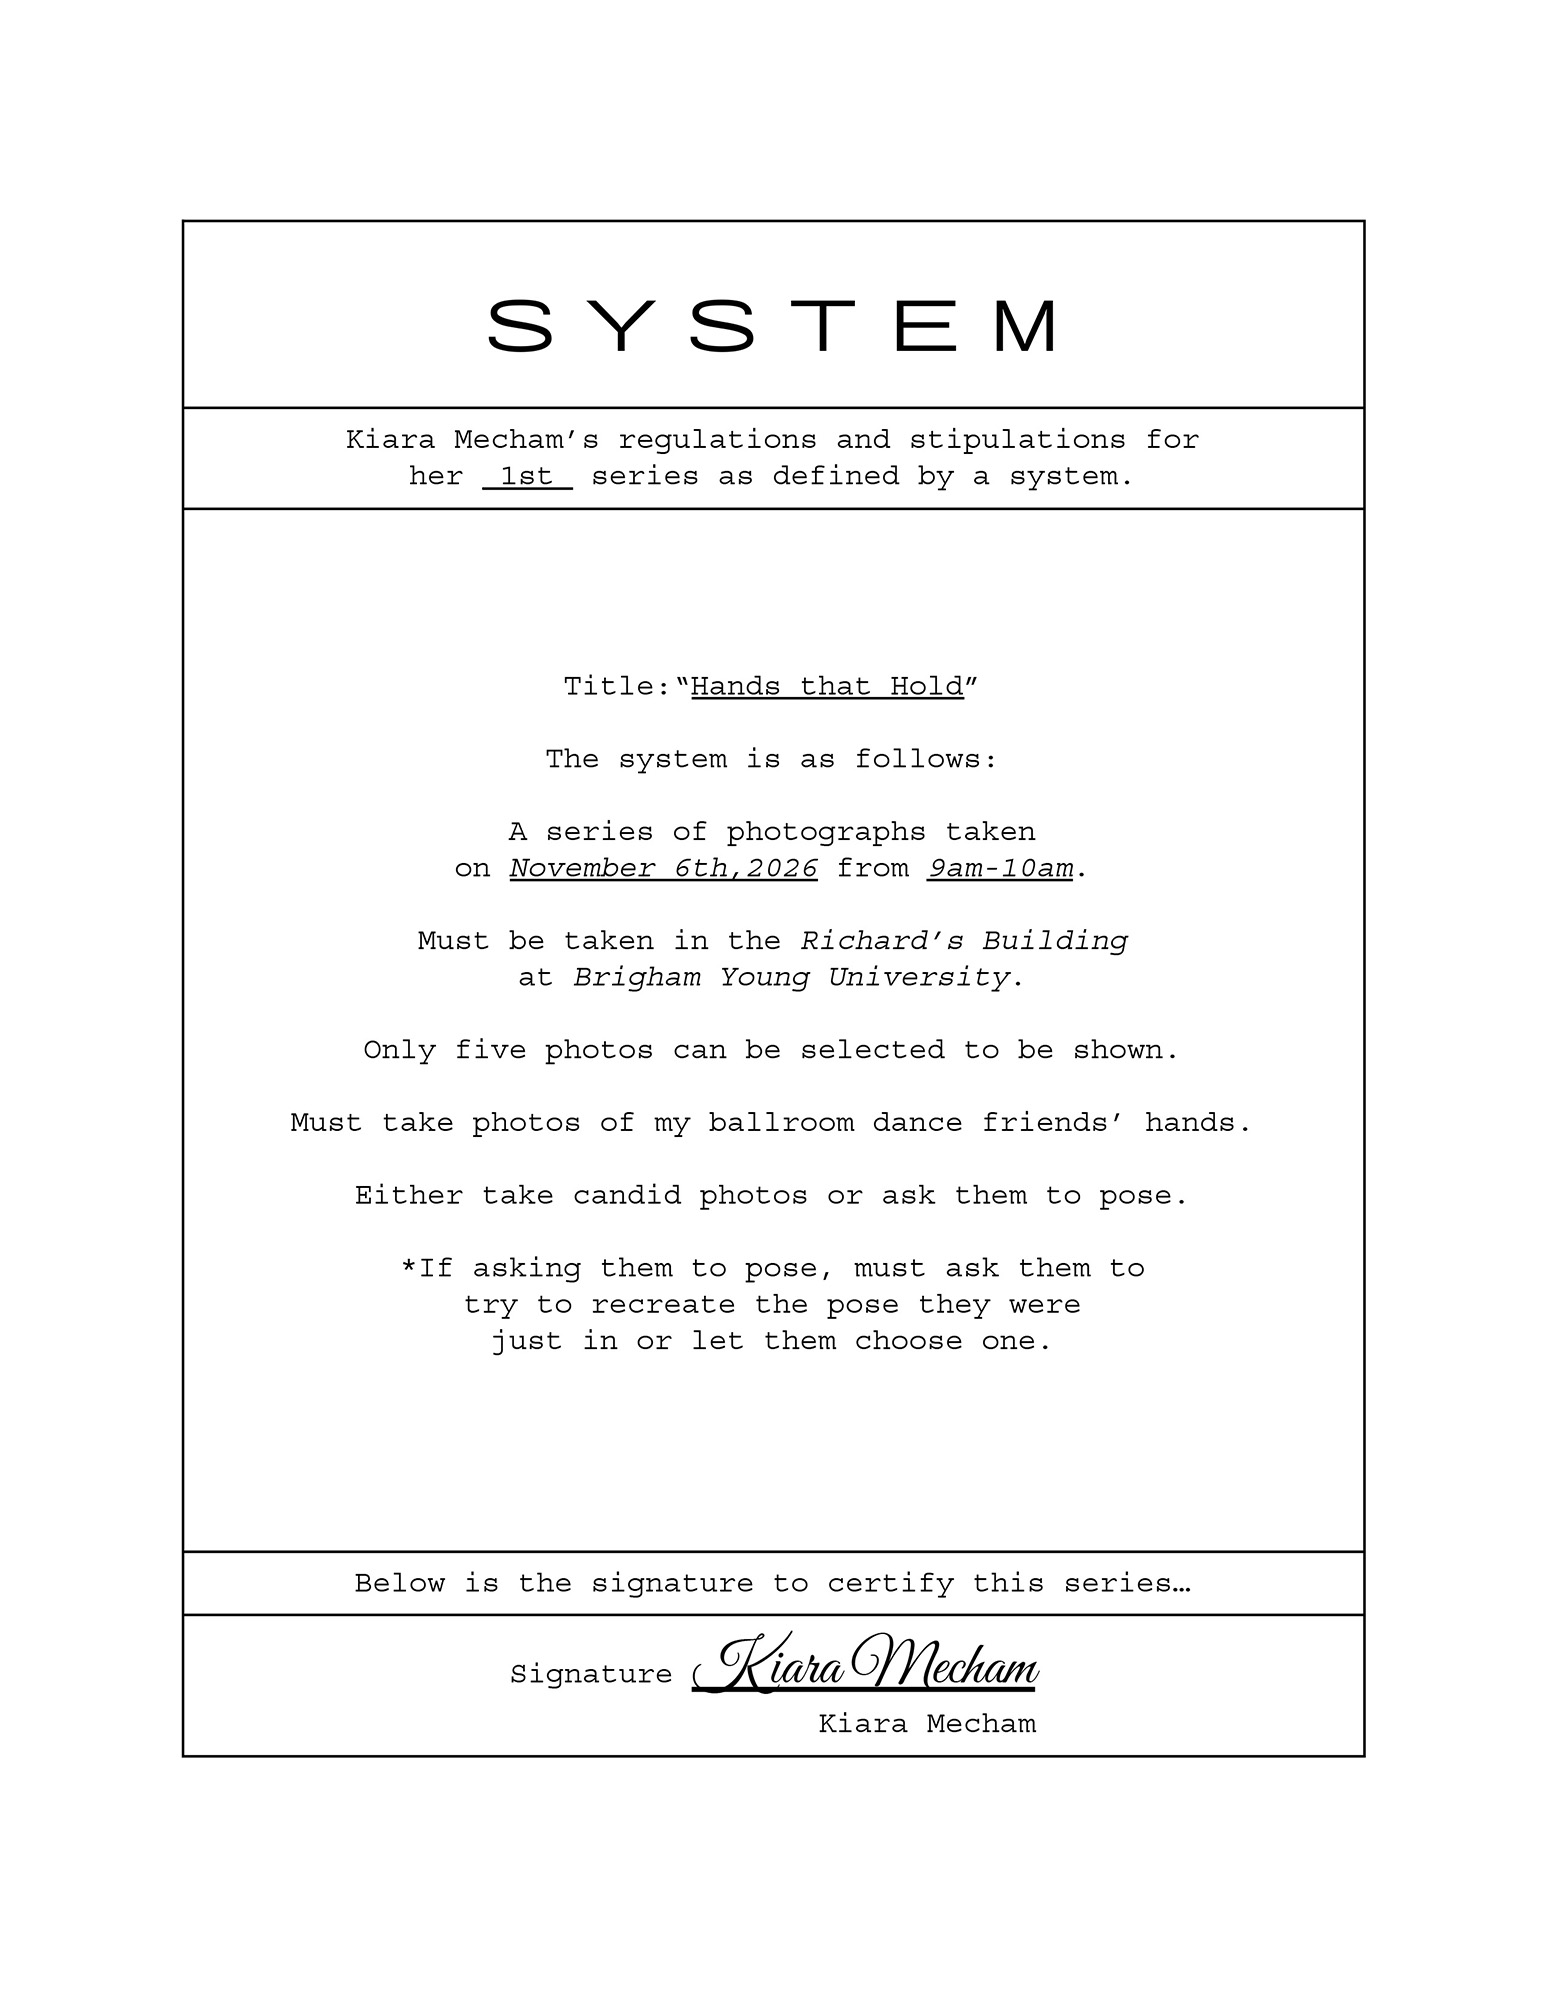 SYSTEM
Kiara Mecham’s regulations and stipulations for
her 1st series as defined by a system.
Title:“Hands that Hold”
The system is as follows:
A series of photographs taken
on November 6th,2026 from 9am-10am.
Must be taken in the Richard’s Building
at Brigham Young University.
Only five photos can be selected to be shown.
Must take photos of my ballroom dance friends’ hands.
Either take candid photos or ask them to pose.
*If asking them to pose, must ask them to
try to recreate the pose they were
just in or let them choose one.
Below is the signature to certify this series…
Signature Kiara Mecham
Kiara Mecham